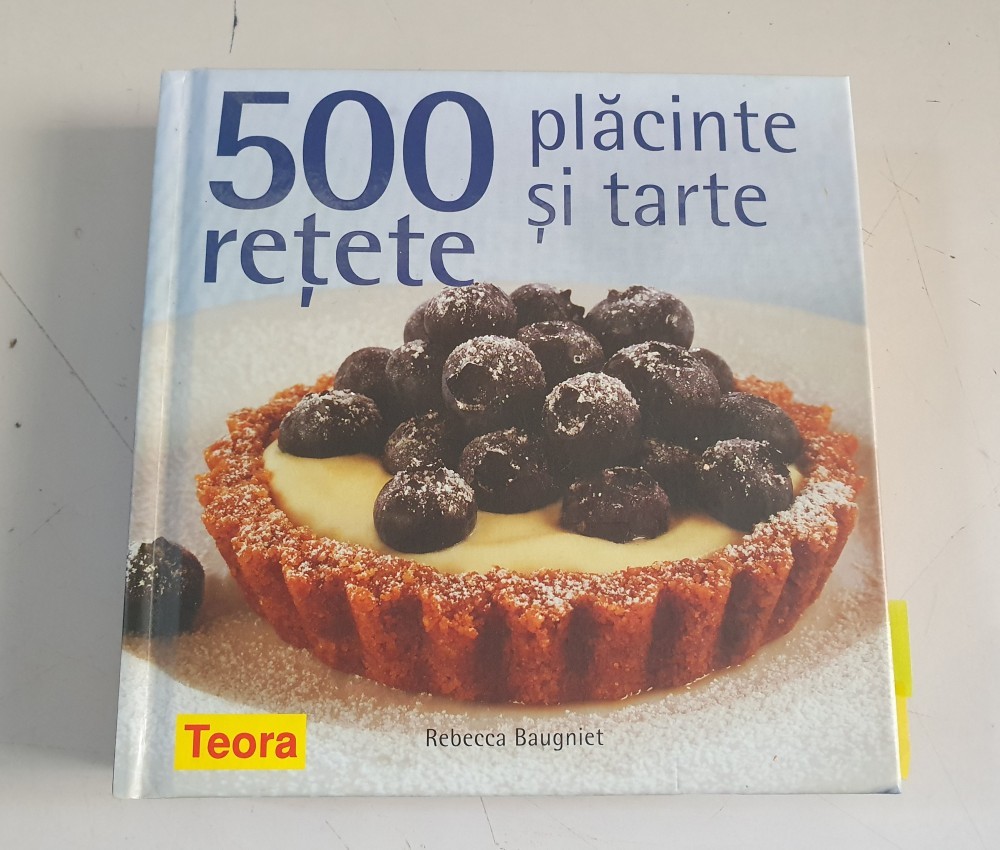 500
rețete
plăcinte
și tarte
Teora
Rebecca Baugniet